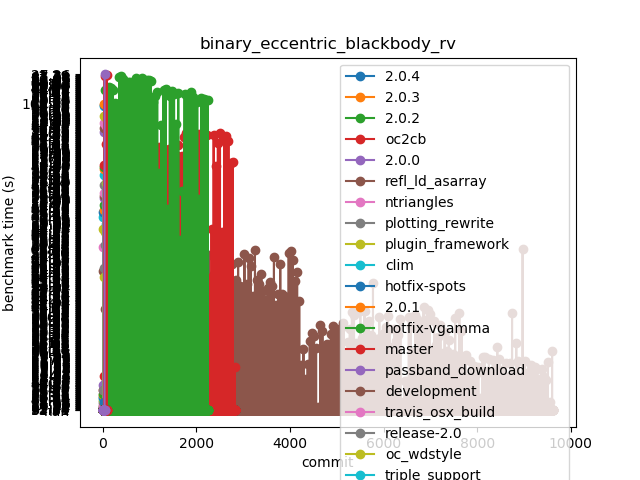 binary_eccentric_blackbody_rv
benchmark time (s)
2.0.4
2.0.3
2.0.2
oc2cb
2.0.0
refl_ld_asarray
ntriangles
plotting_rewrite
plugin_framework
clim
hotfix-spots
2.0.1
hotfix-vgamma
master
passband_download
development
travis_osx_build
release-2.0
oc_wdstyle
triple_support
0 2000 4000 6000 8000 10000
commit